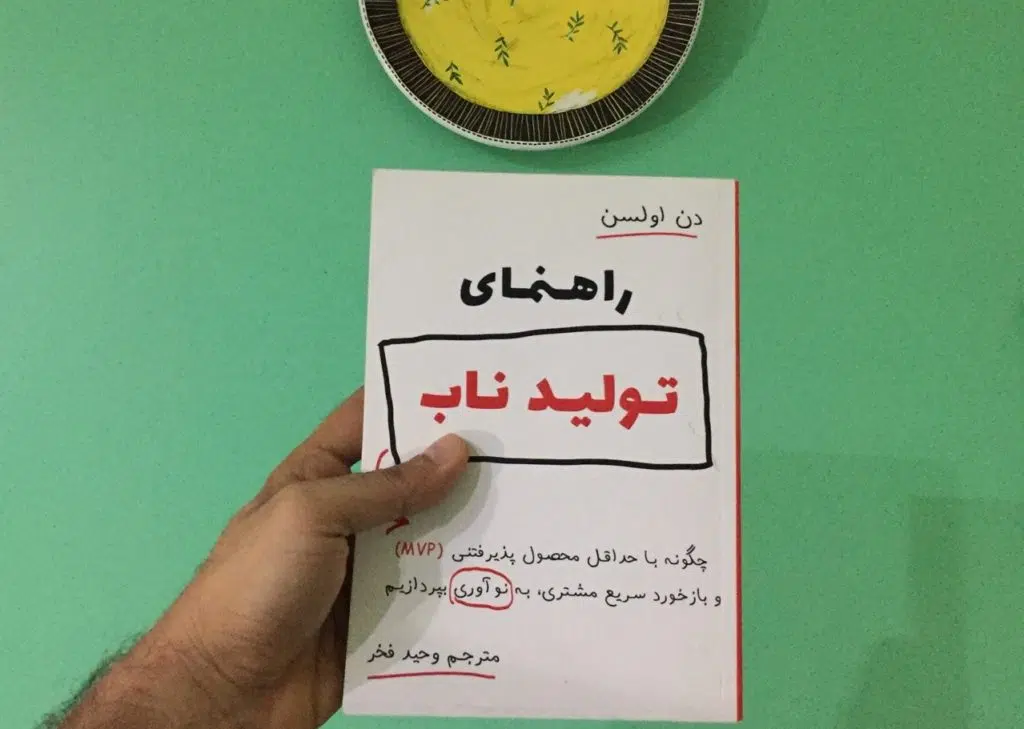 دن اولسن
راهنمای
تولید ناب
چگونه با حداقل محصول پذیرفتنی (MVP)
و بازخورد سریع مشتری، به نوآوری بپردازیم
مترجم وحید فخر